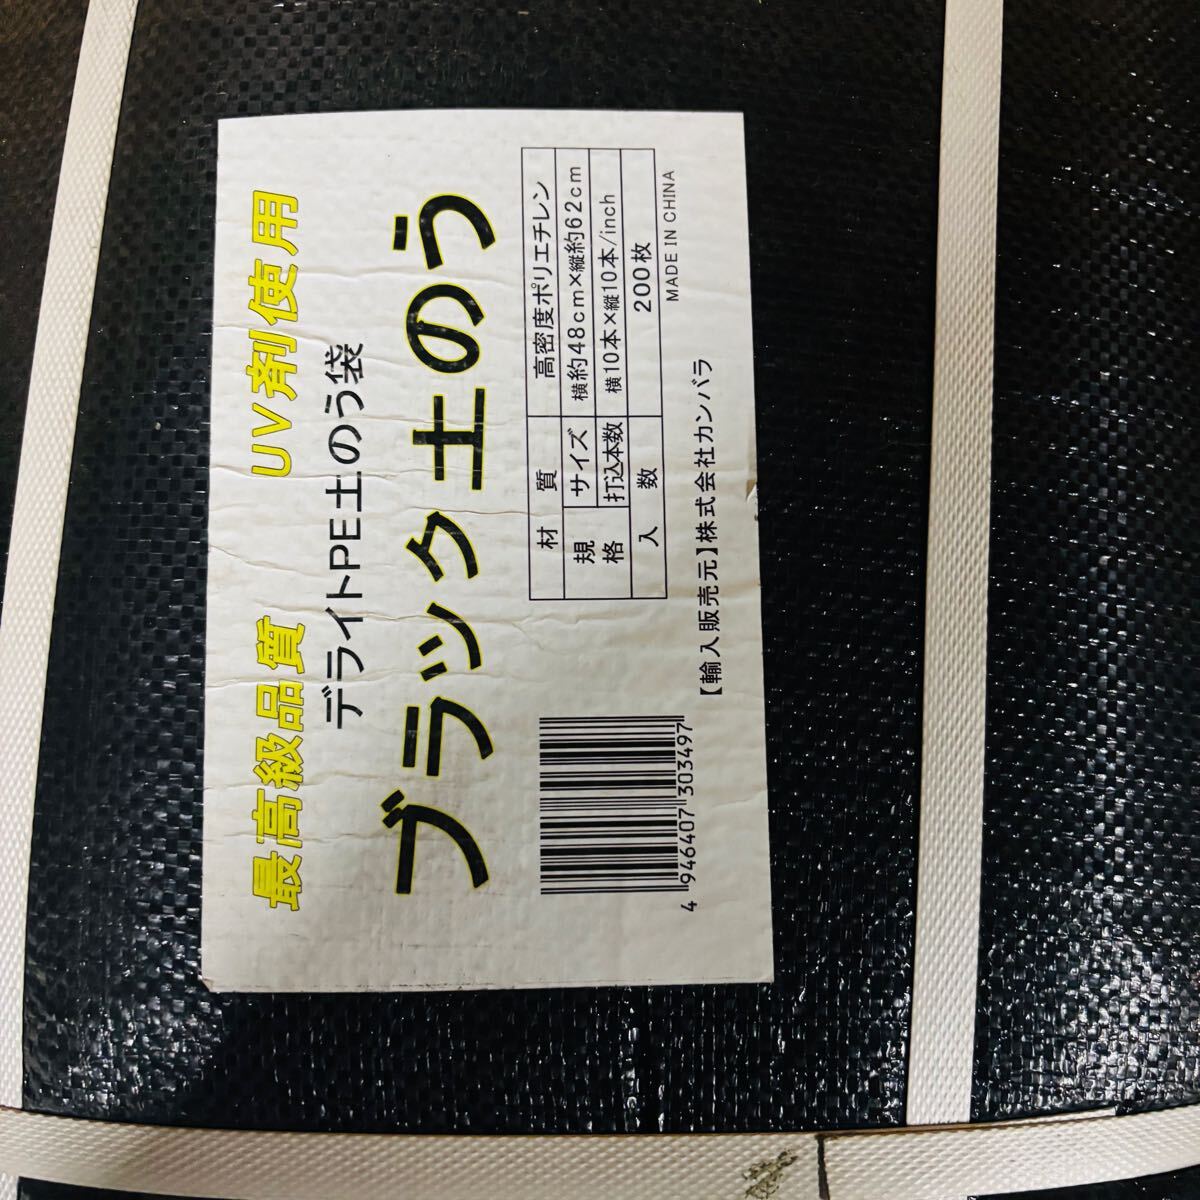 最高級品質 UV剤使用
デライトPE土のう袋
ブラック土のう
材質 高密度ポリエチレン
規格 サイズ 横約48cm×縦約62cm
打込本数 横10本×縦10本/inch
入数 200枚
MADE IN CHINA
【輸入販売元】株式会社カンバラ
4 946407 303497